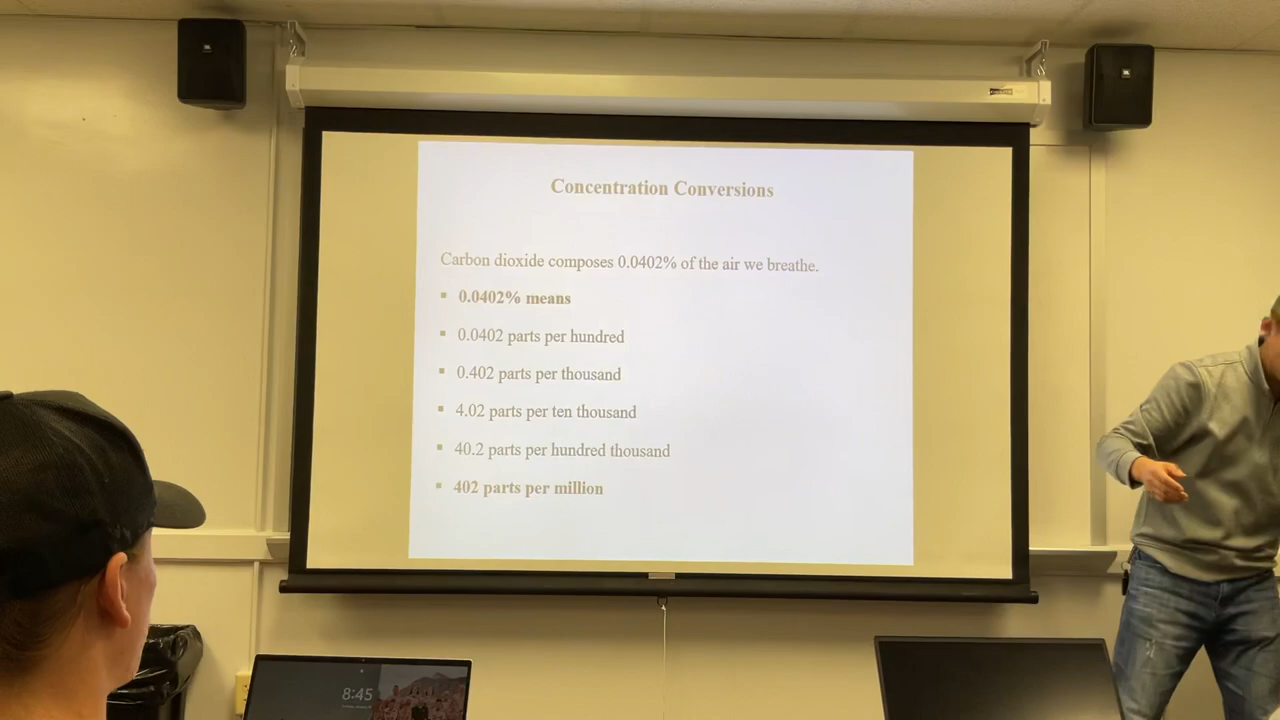 Concentration Conversions
Carbon dioxide composes 0.0402% of the air we breathe.
▪ 0.0402% means
▪ 0.0402 parts per hundred
▪ 0.402 parts per thousand
▪ 4.02 parts per ten thousand
▪ 40.2 parts per hundred thousand
▪ 402 parts per million
8:45